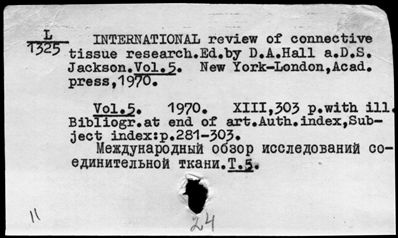 L
1325
INTERNATIONAL review of connective
tissue research.Ed.by D.A.Hall a.D.S.
Jackson.Vol.5. New York-London,Acad.
press,1970.
Vol.5. 1970. XIII,303 p.with ill.
Bibliogr.at end of art.Auth.index,Sub-
ject index:p.281-303.
Международный обзор исследований со-
единительной ткани.Т.5.
11
24